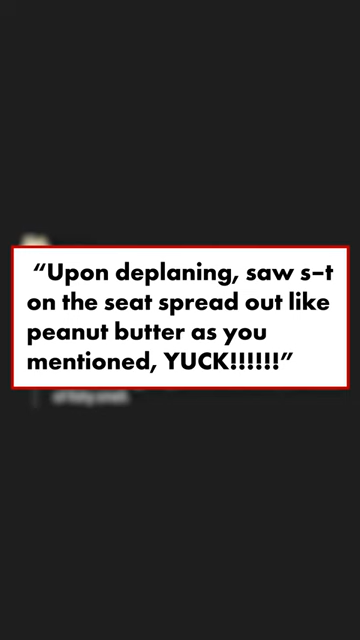 “Upon deplaning, saw s–t
on the seat spread out like
peanut butter as you
mentioned, YUCK!!!!!!”